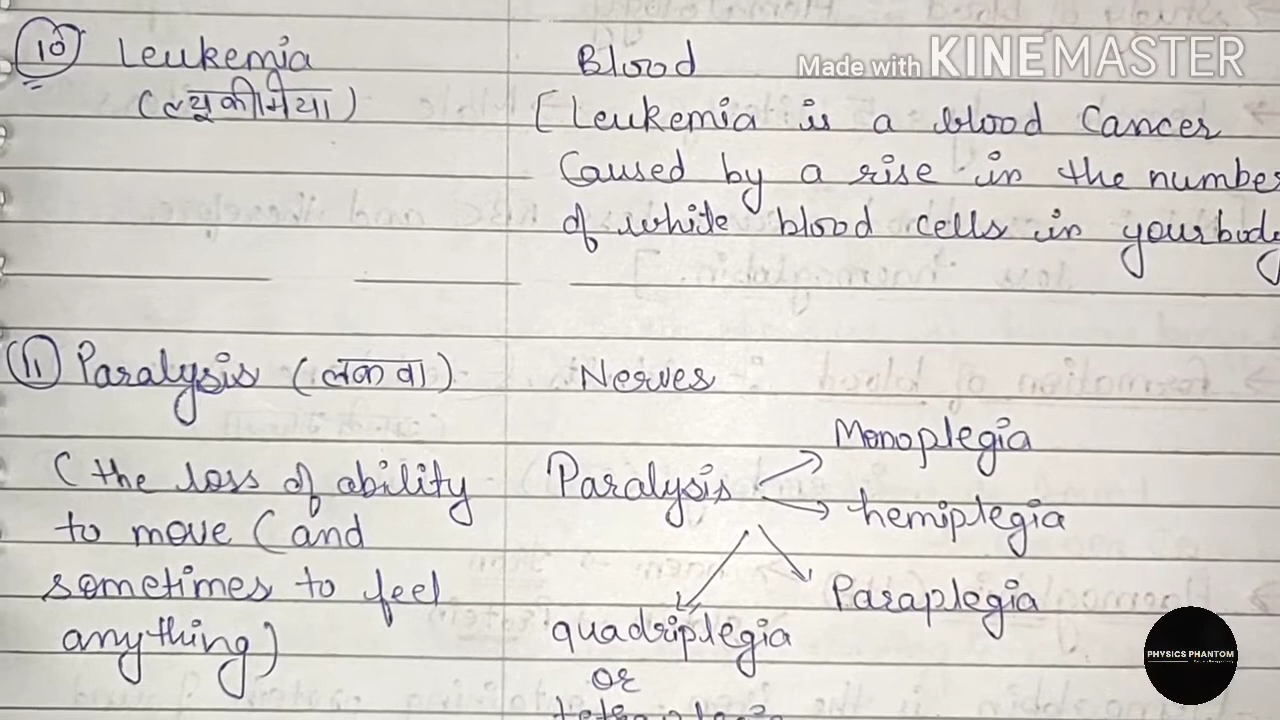 Made with KINEMASTER
10 Leukemia
(ल्यूकीमिया)
Blood
[Leukemia is a blood Cancer
Caused by a rise in the number
of white blood cells in your body
11 Paralysis (लकवा)
(the loss of ability
to move (and
sometimes to feel
anything)
Nerves
Paralysis
Monoplegia
hemiplegia
Paraplegia
quadriplegia
or
PHYSICS PHANTOM